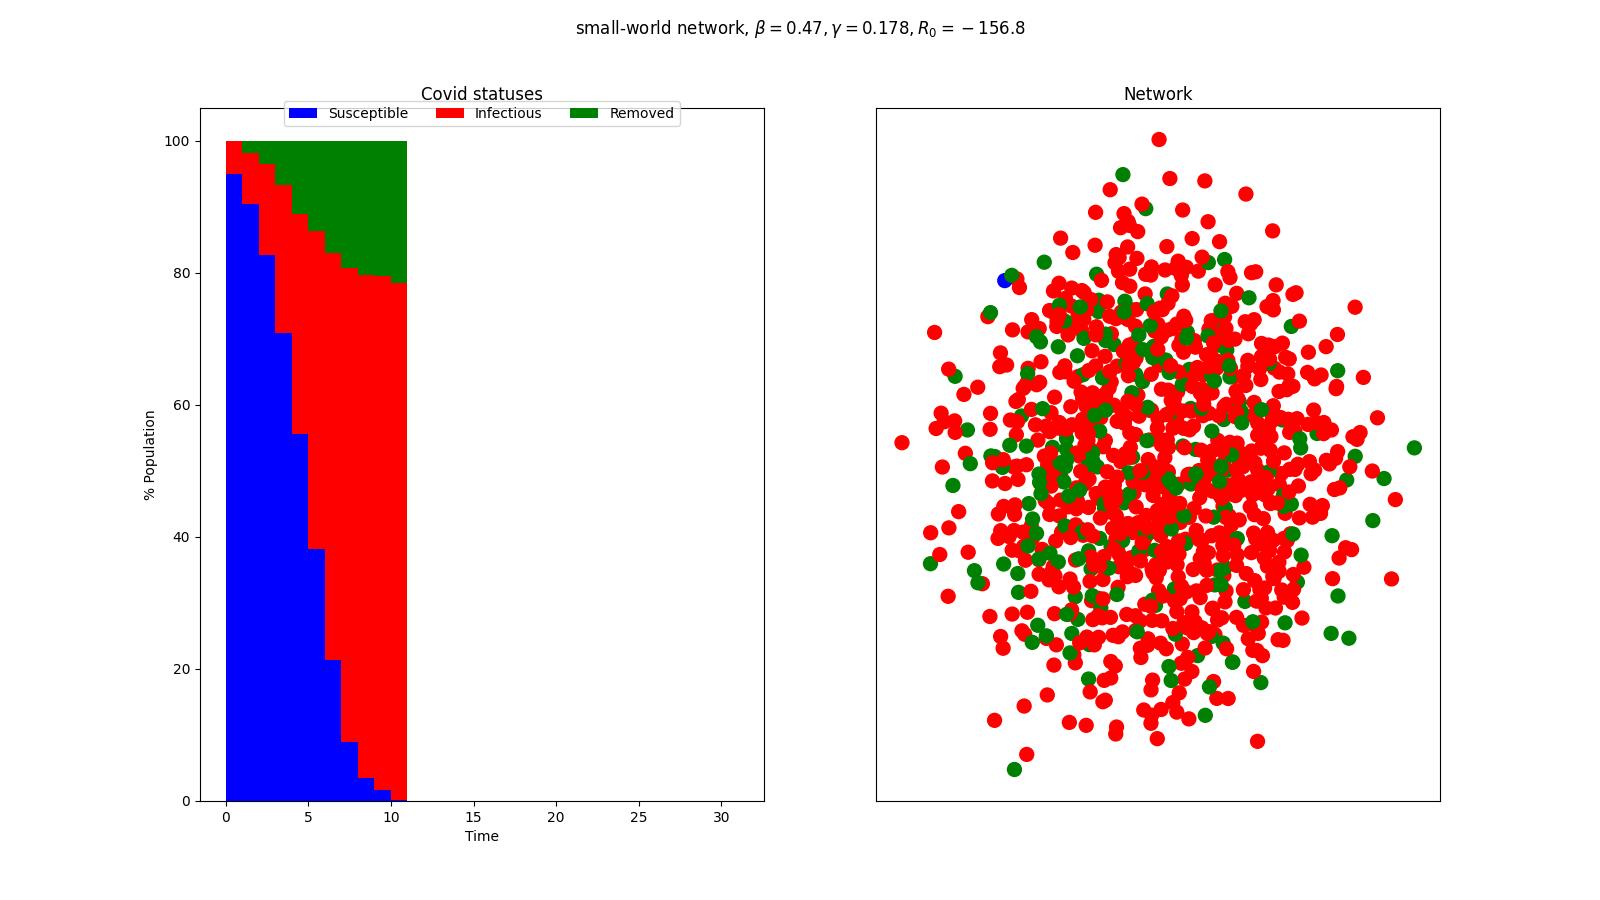 small-world network, β = 0.47, γ = 0.178, R₀ = −156.8
Covid statuses
Susceptible Infectious Removed
100
80
60
40
20
0
% Population
0 5 10 15 20 25 30
Time
Network